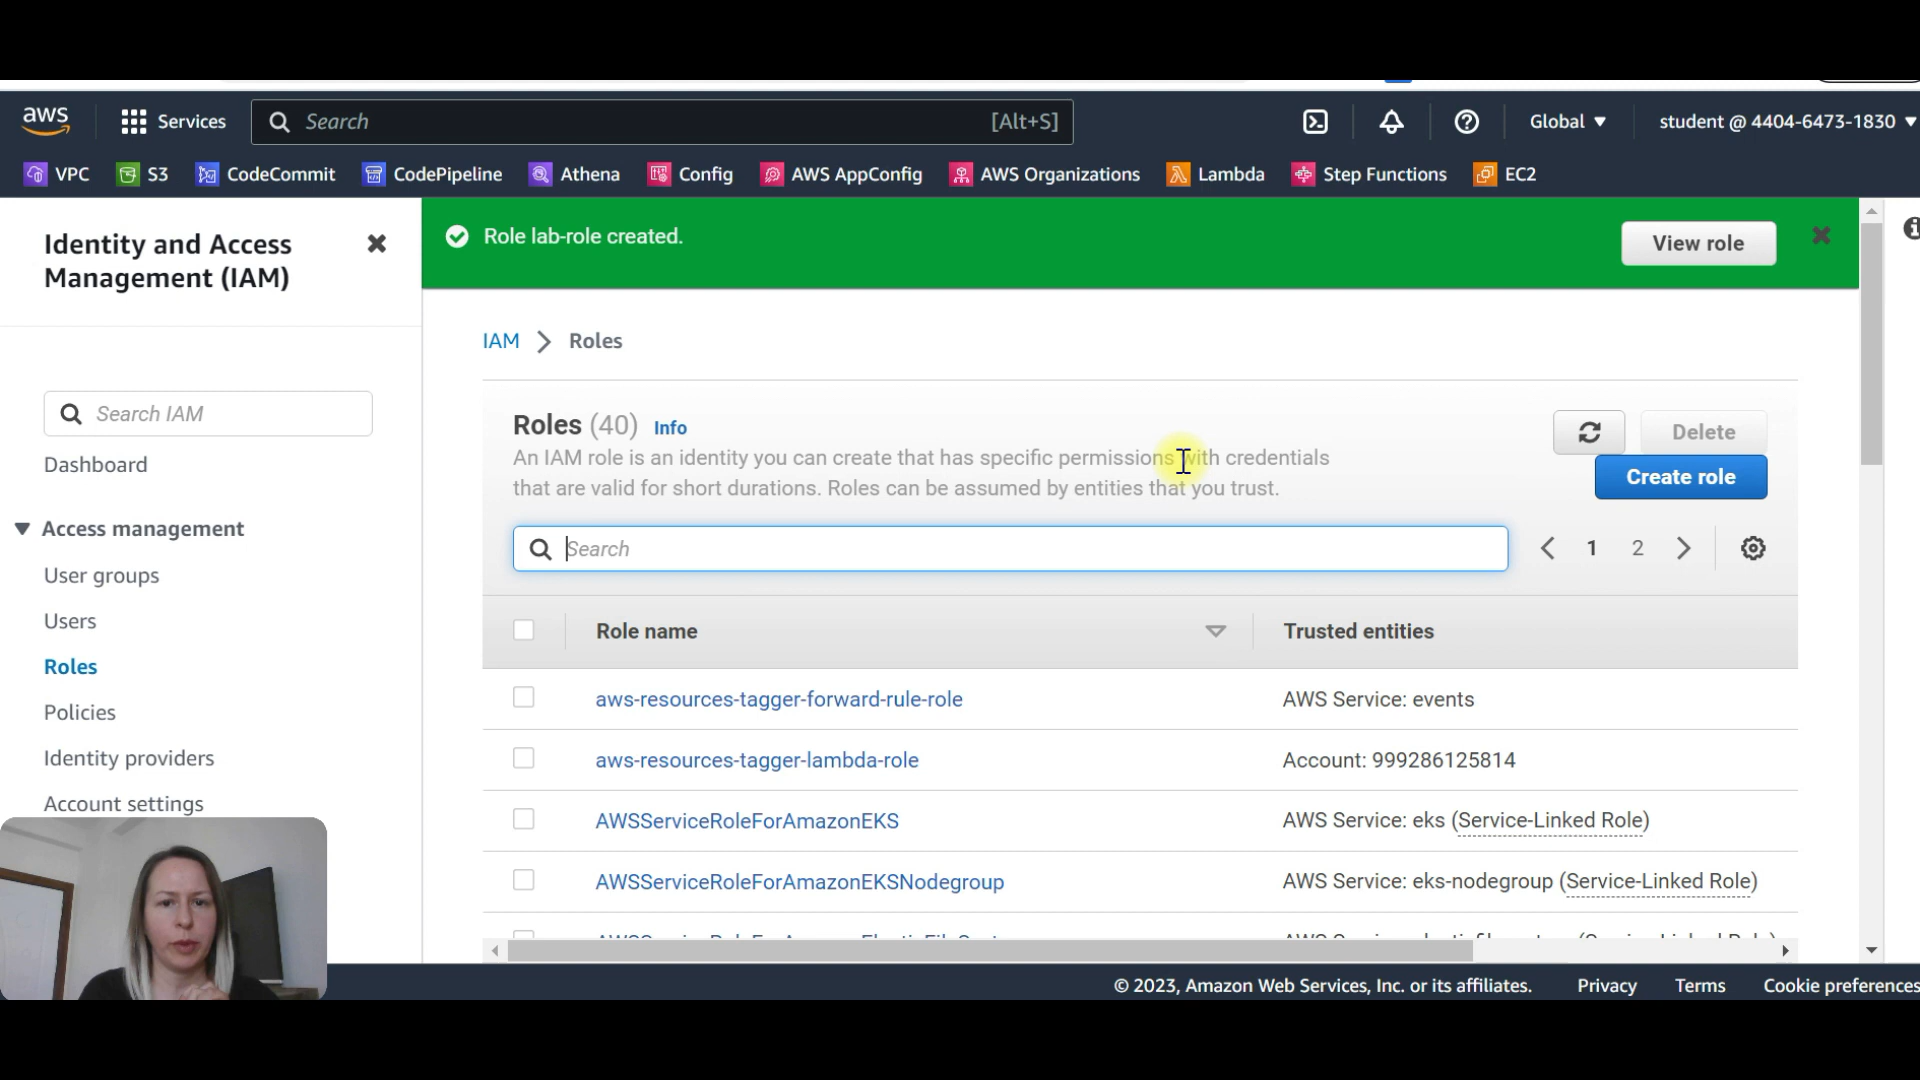 aws
Services
Search
[Alt+S]
Global
student @ 4404-6473-1830
VPC
S3
CodeCommit
CodePipeline
Athena
Config
AWS AppConfig
AWS Organizations
Lambda
Step Functions
EC2
Identity and Access
Management (IAM)
Search IAM
Dashboard
Access management
User groups
Users
Roles
Policies
Identity providers
Account settings
Role lab-role created.
View role
IAM > Roles
Roles (40) Info
An IAM role is an identity you can create that has specific permissions with credentials
that are valid for short durations. Roles can be assumed by entities that you trust.
Delete
Create role
Search
1 2
Role name
Trusted entities
aws-resources-tagger-forward-rule-role
AWS Service: events
aws-resources-tagger-lambda-role
Account: 999286125814
AWSServiceRoleForAmazonEKS
AWS Service: eks (Service-Linked Role)
AWSServiceRoleForAmazonEKSNodegroup
AWS Service: eks-nodegroup (Service-Linked Role)
© 2023, Amazon Web Services, Inc. or its affiliates.
Privacy
Terms
Cookie preferences